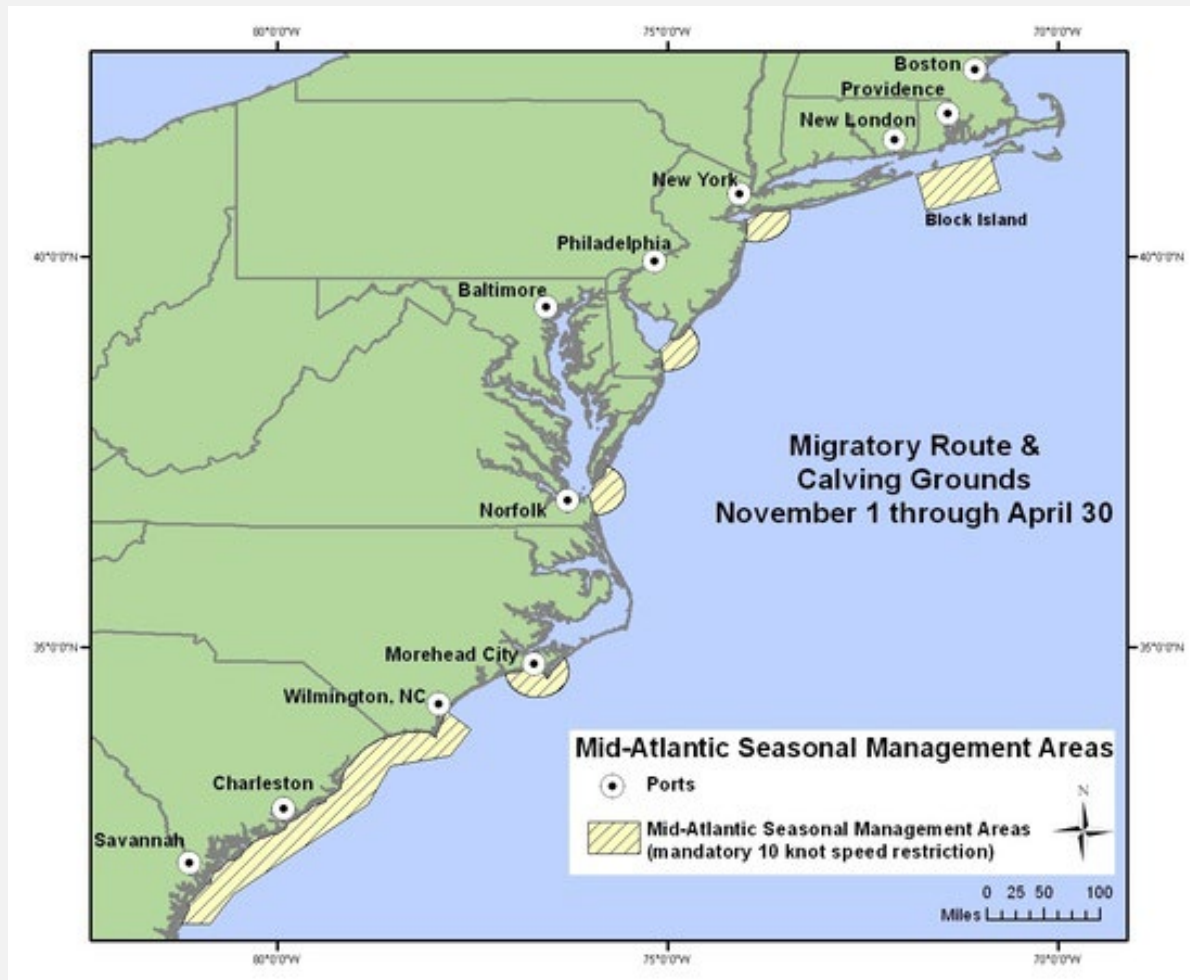 80°0'0"W 75°0'0"W 70°0'0"W
Boston
Providence
New London
New York
Block Island
Philadelphia
40°0'0"N 40°0'0"N
Baltimore
Migratory Route &
Calving Grounds
November 1 through April 30
Norfolk
35°0'0"N 35°0'0"N
Morehead City
Wilmington, NC
Charleston
Savannah
Mid-Atlantic Seasonal Management Areas
Ports
Mid-Atlantic Seasonal Management Areas
(mandatory 10 knot speed restriction)
N
0 25 50 100
Miles
80°0'0"W 75°0'0"W 70°0'0"W